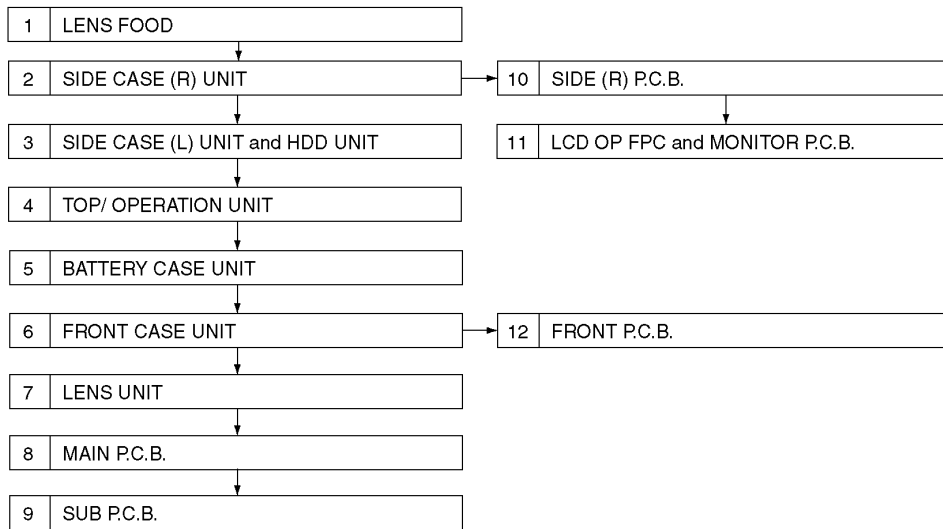 1 LENS FOOD
2 SIDE CASE (R) UNIT
10 SIDE (R) P.C.B.
3 SIDE CASE (L) UNIT and HDD UNIT
11 LCD OP FPC and MONITOR P.C.B.
4 TOP/ OPERATION UNIT
5 BATTERY CASE UNIT
6 FRONT CASE UNIT
12 FRONT P.C.B.
7 LENS UNIT
8 MAIN P.C.B.
9 SUB P.C.B.